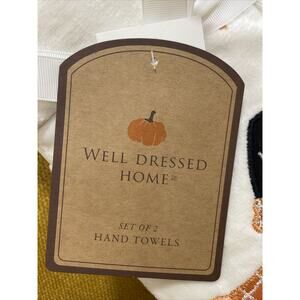 WELL DRESSED
HOME
SET OF 2
HAND TOWELS